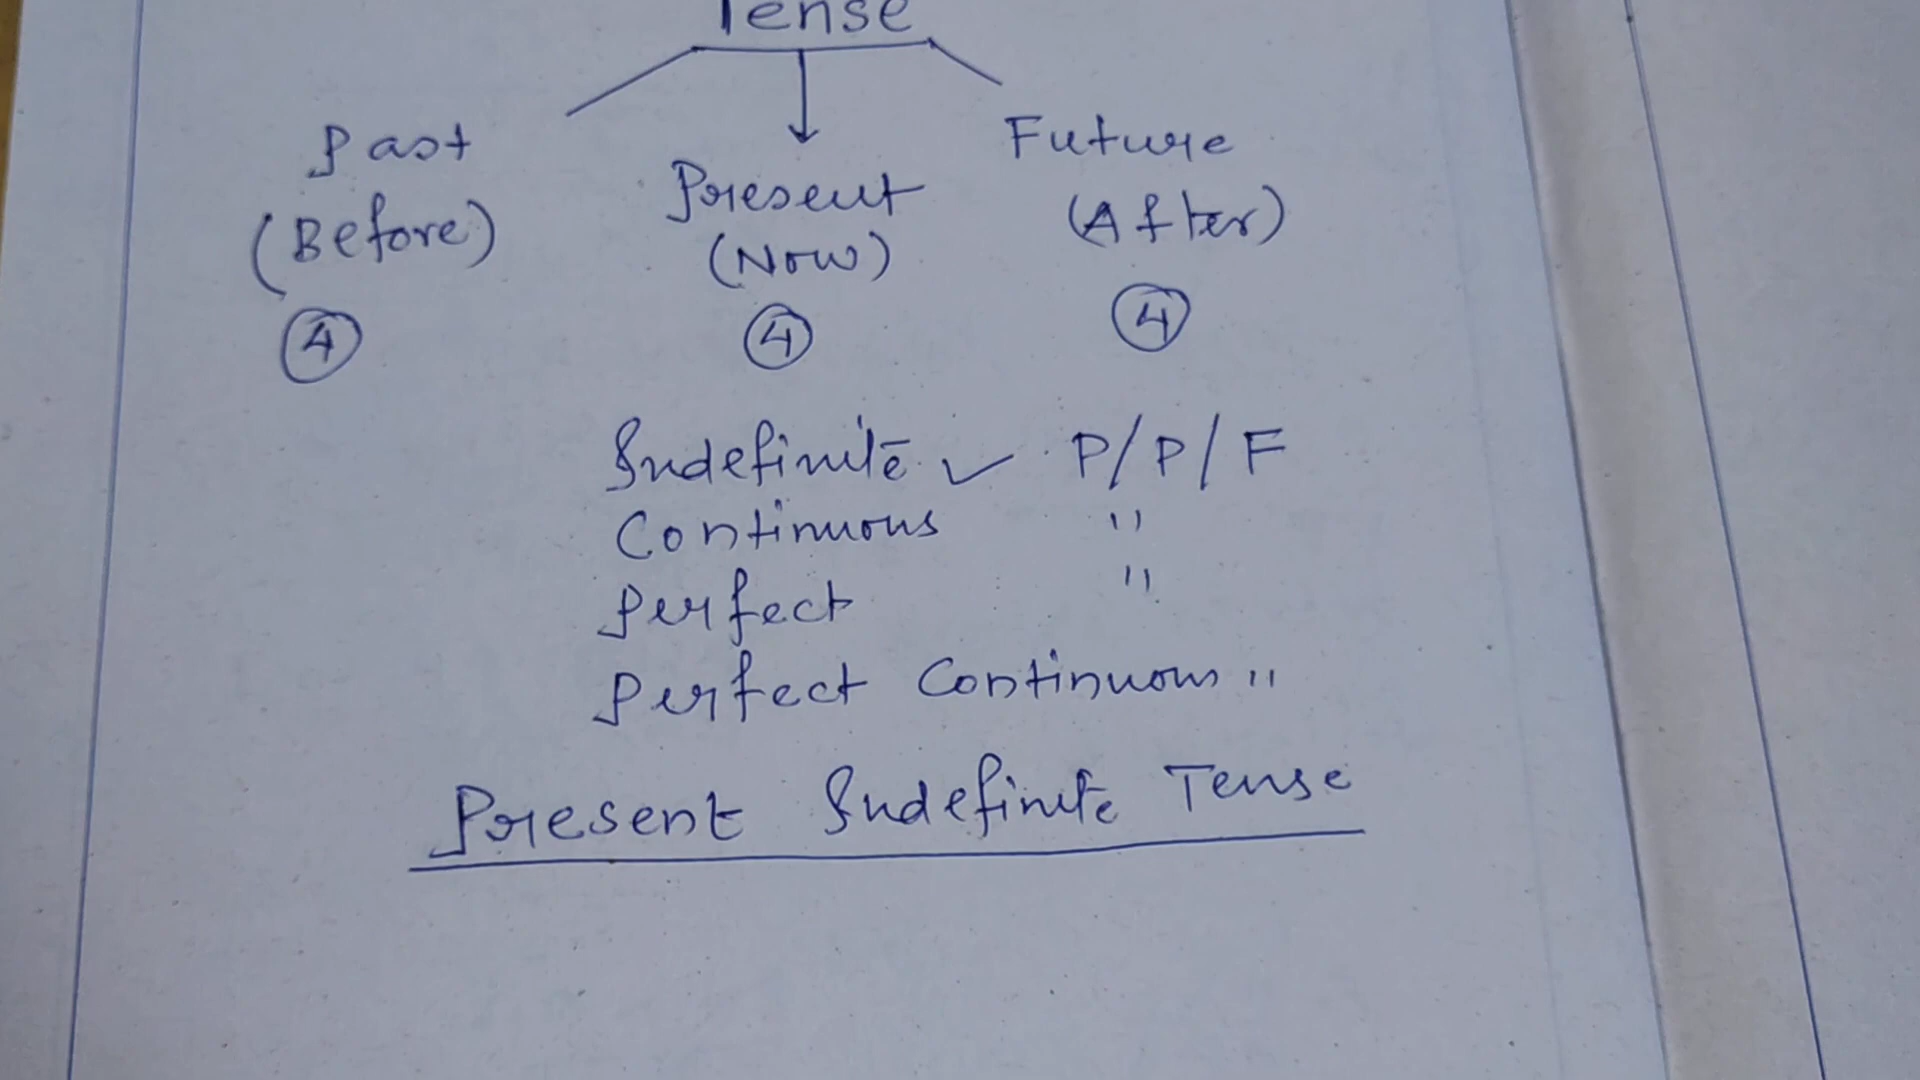 Tense
Past
(Before)
④
Present
(Now)
④
Future
(After)
④
Indefinite ✓ P/P/F
Continuous "
Perfect "
Perfect Continuous "
Present Indefinite Tense